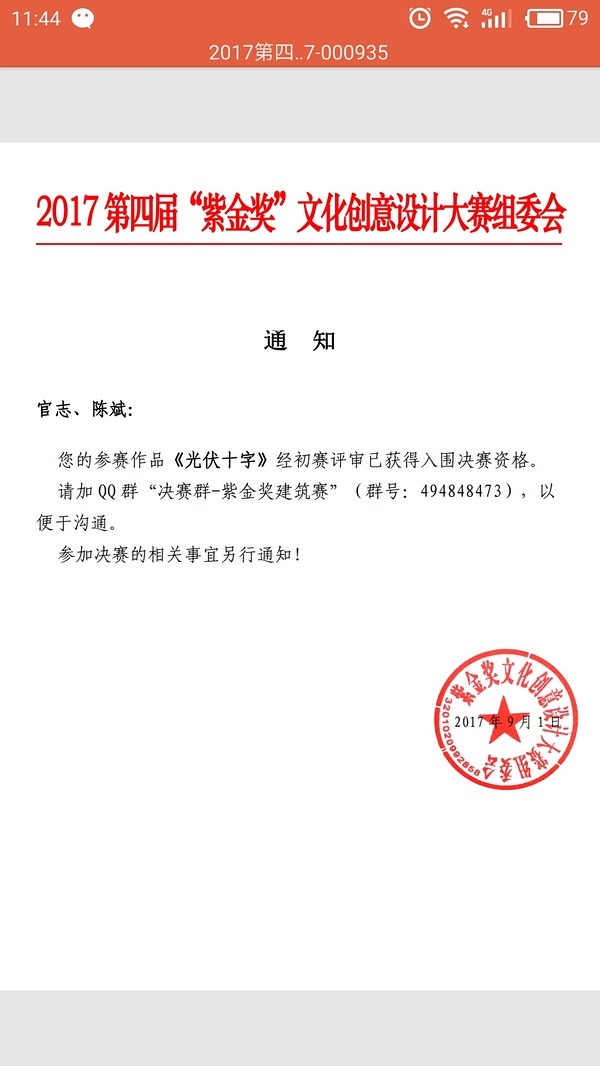 11:44
4G
79
2017第四..7-000935
2017 第四届“紫金奖”文化创意设计大赛组委会
通 知
官志、陈斌：
您的参赛作品《光伏十字》经初赛评审已获得入围决赛资格。
请加 QQ 群“决赛群-紫金奖建筑赛”（群号：494848473），以
便于沟通。
参加决赛的相关事宜另行通知！
紫金奖文化创意设计大赛组委会
2017 年 9 月 1 日
3201020992858